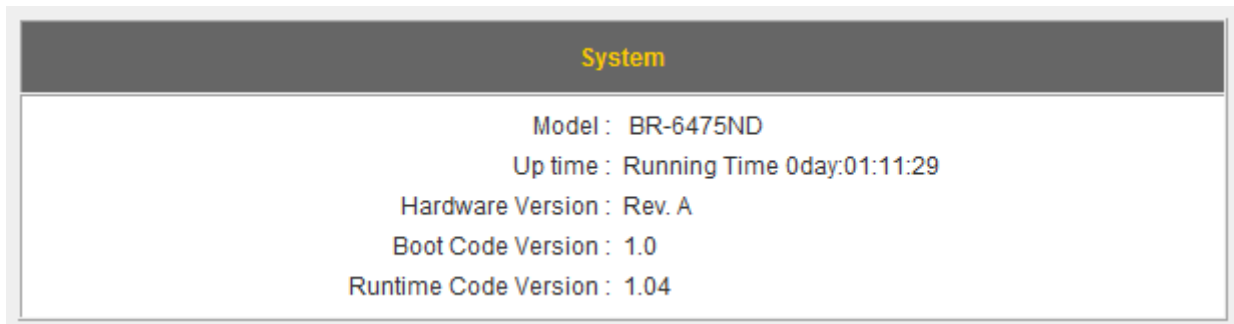 System
Model : BR-6475ND
Up time : Running Time 0day:01:11:29
Hardware Version : Rev. A
Boot Code Version : 1.0
Runtime Code Version : 1.04